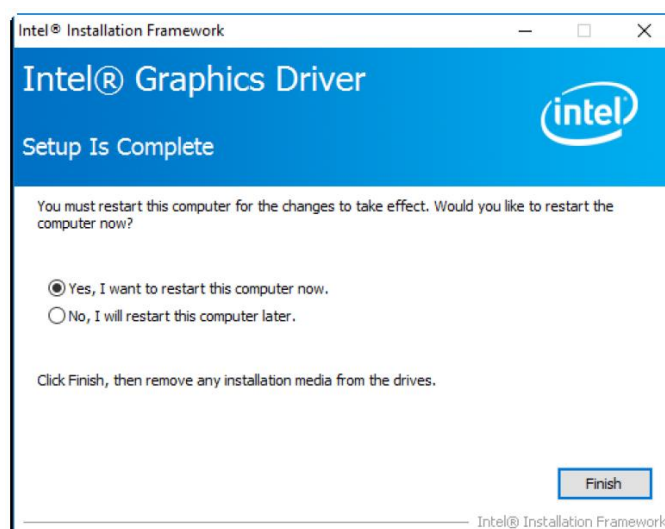 Intel® Installation Framework
Intel® Graphics Driver
intel
Setup Is Complete
You must restart this computer for the changes to take effect. Would you like to restart the
computer now?
Yes, I want to restart this computer now.
No, I will restart this computer later.
Click Finish, then remove any installation media from the drives.
Finish
Intel® Installation Framework